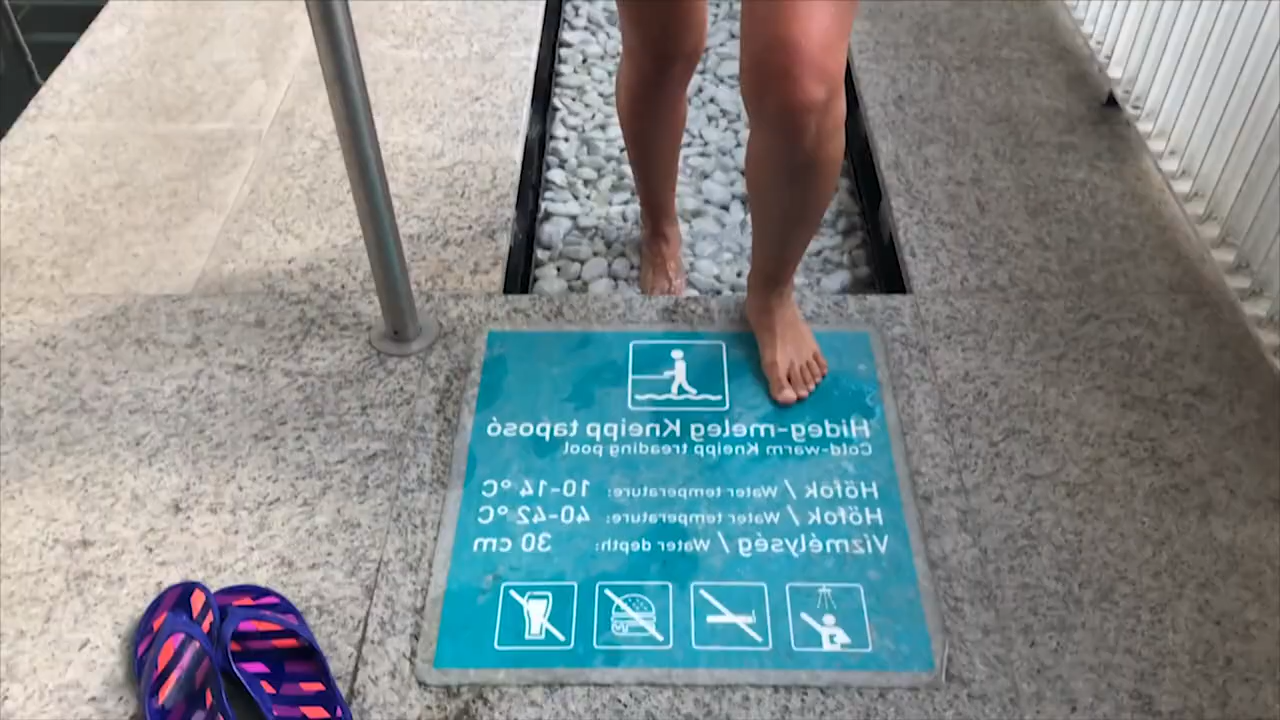 Hideg-meleg Kneipp taposó
Cold-warm Kneipp treading pool
Hőfok / Water temperature: 10-14 °C
Hőfok / Water temperature: 40-42 °C
Vízmélység / Water depth: 30 cm